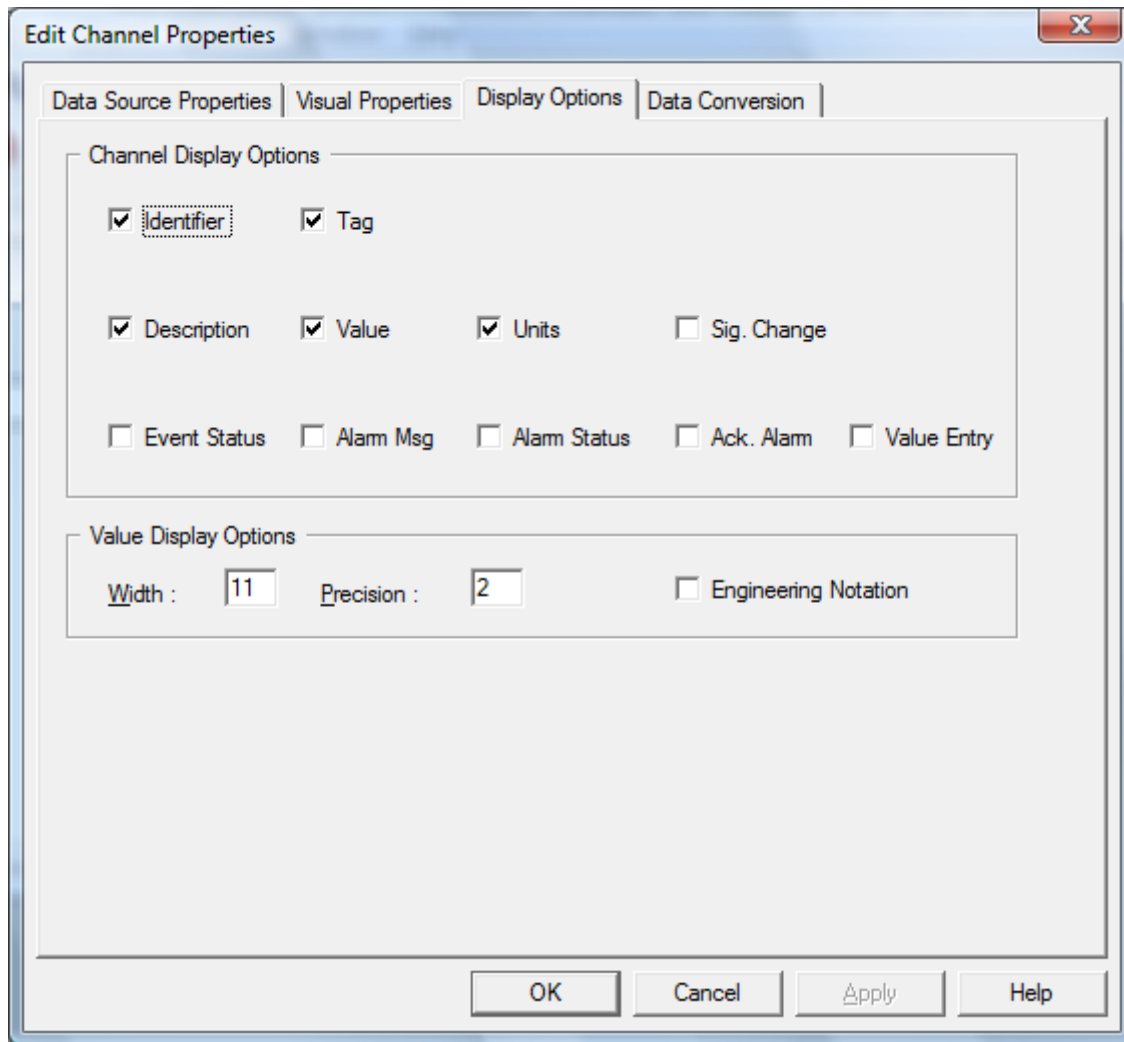 Edit Channel Properties
Data Source Properties Visual Properties Display Options Data Conversion
Channel Display Options
Identifier Tag
Description Value Units Sig. Change
Event Status Alarm Msg Alarm Status Ack. Alarm Value Entry
Value Display Options
Width : 11 Precision : 2 Engineering Notation
OK Cancel Apply Help